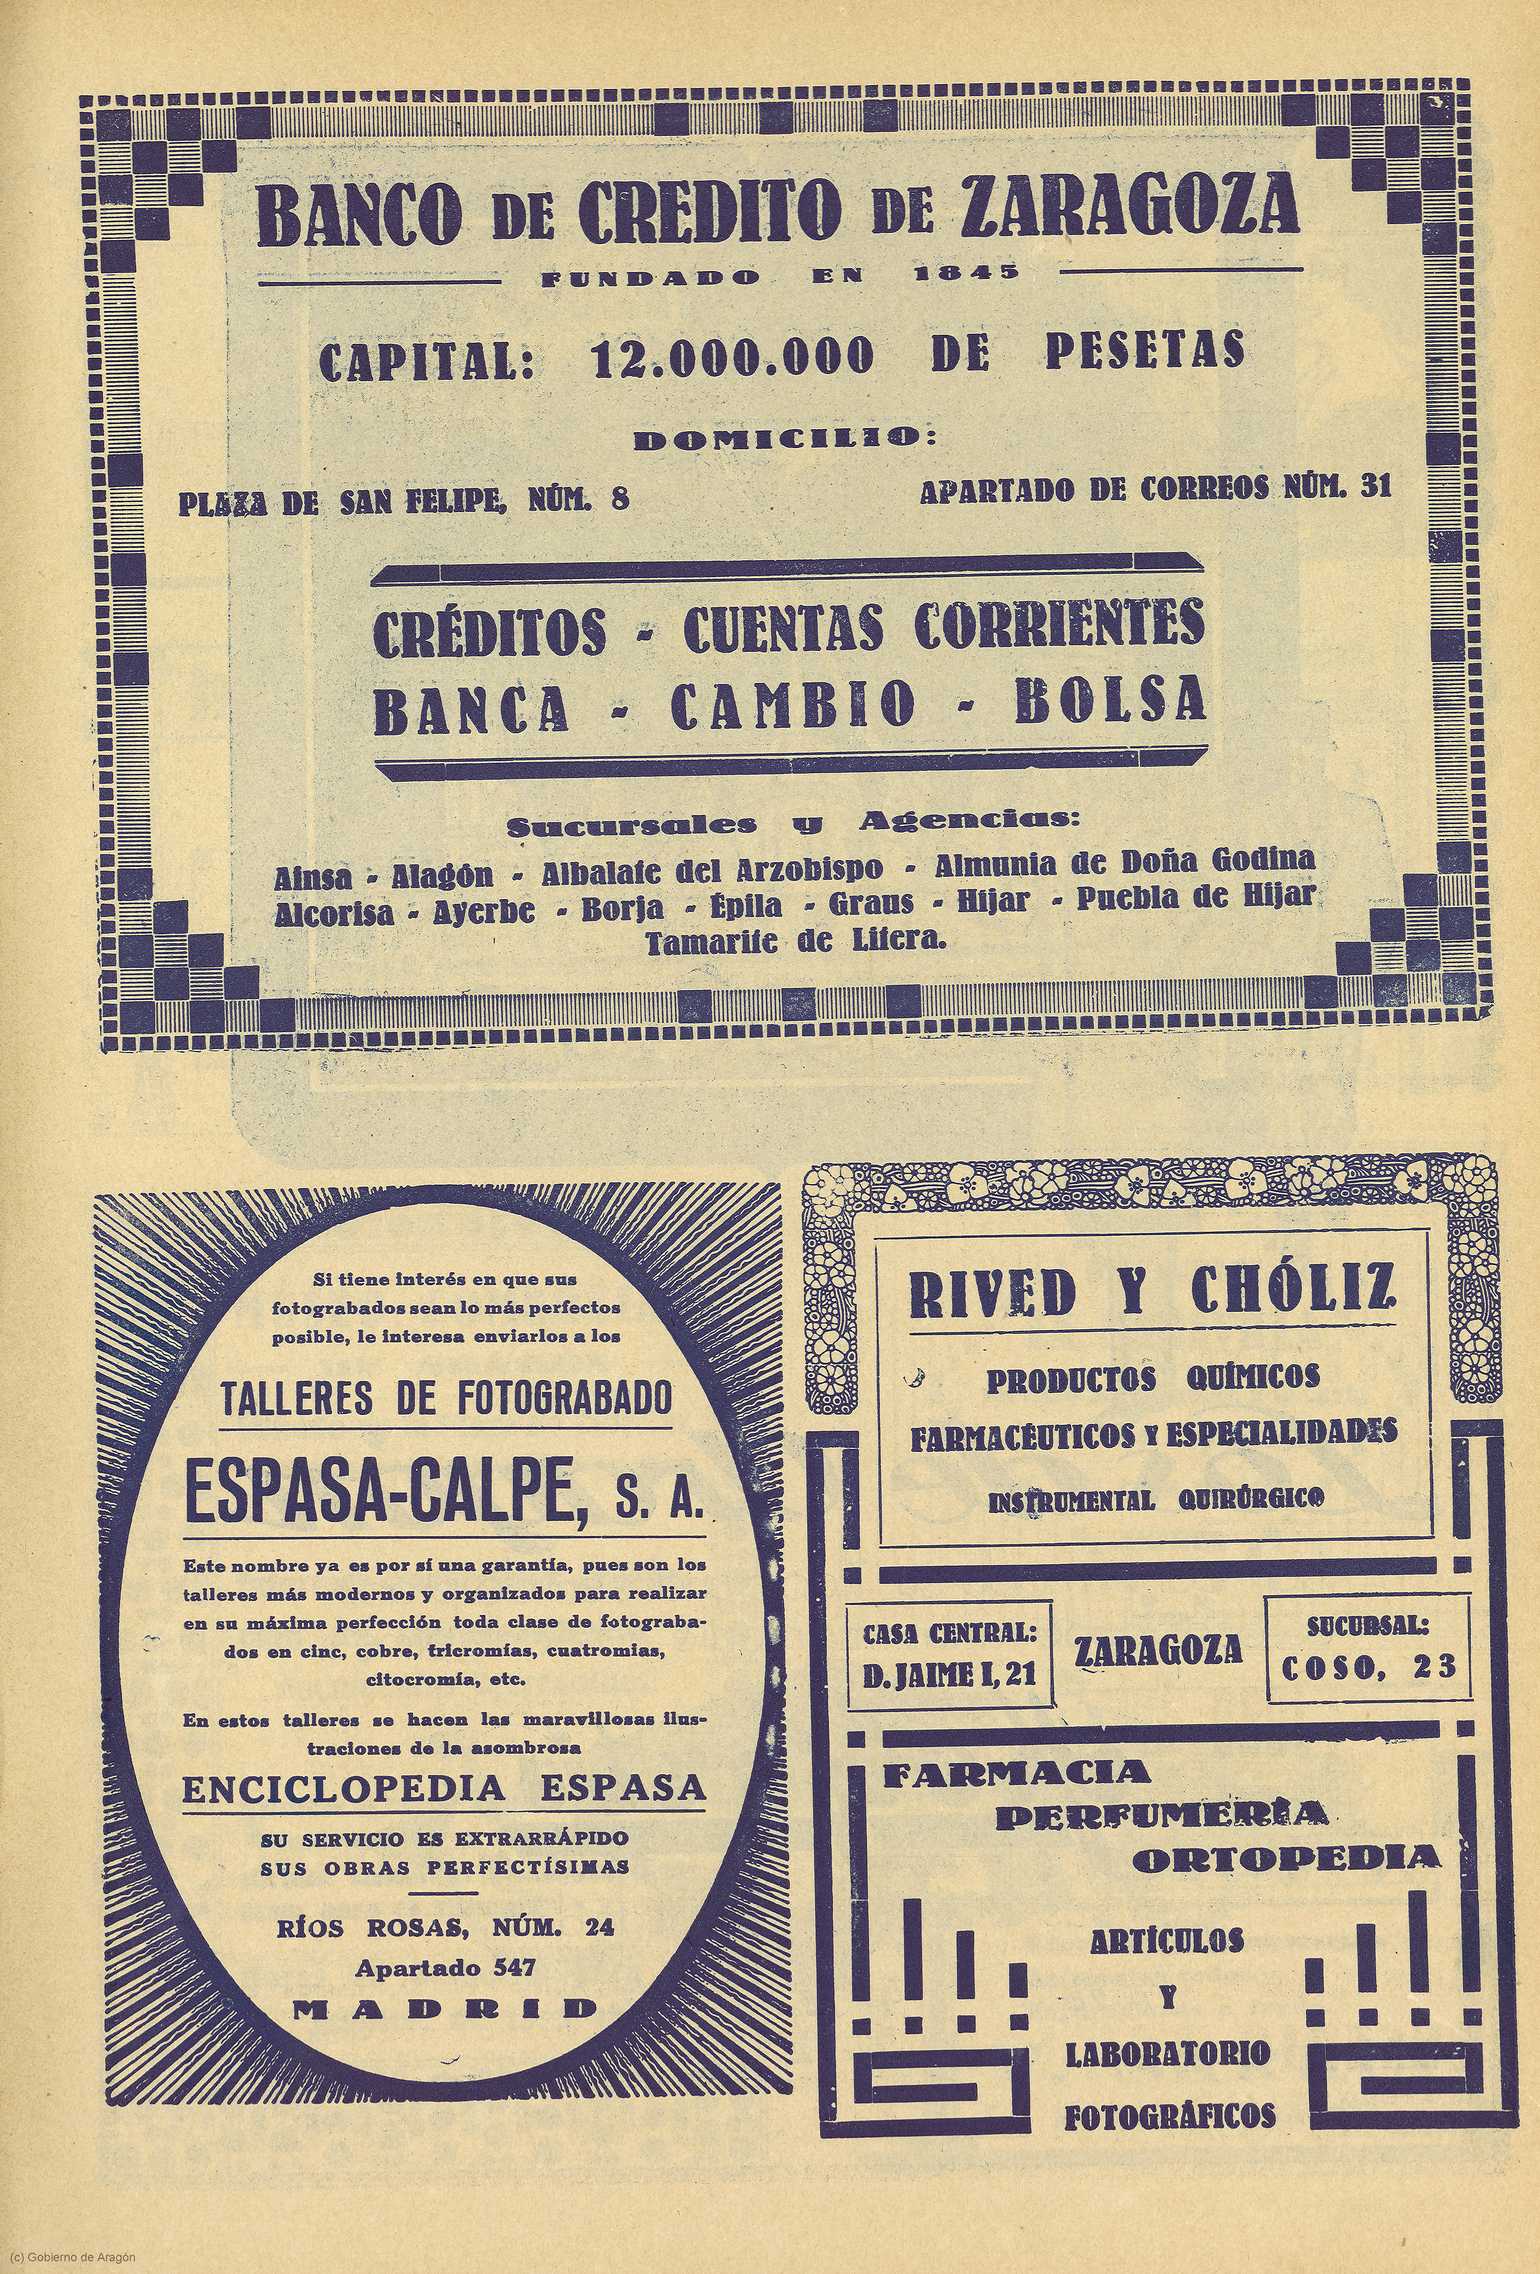 BANCO DE CREDITO DE ZARAGOZA
FUNDADO EN 1845
CAPITAL: 12.000.000 DE PESETAS
DOMICILIO:
PLAZA DE SAN FELIPE, NÚM. 8
APARTADO DE CORREOS NÚM. 31
CRÉDITOS - CUENTAS CORRIENTES
BANCA - CAMBIO - BOLSA
Sucursales y Agencias:
Ainsa - Alagón - Albalate del Arzobispo - Almunia de Doña Godina
Alcorisa - Ayerbe - Borja - Épila - Graus - Híjar - Puebla de Híjar
Tamarite de Litera.
Si tiene interés en que sus
fotograbados sean lo más perfectos
posible, le interesa enviarlos a los
TALLERES DE FOTOGRABADO
ESPASA-CALPE, S. A.
Este nombre ya es por sí una garantía, pues son los
talleres más modernos y organizados para realizar
en su máxima perfección toda clase de fotograba-
dos en cinc, cobre, tricromías, cuatromias,
citocromía, etc.
En estos talleres se hacen las maravillosas ilus-
traciones de la asombrosa
ENCICLOPEDIA ESPASA
SU SERVICIO ES EXTRARRÁPIDO
SUS OBRAS PERFECTÍSIMAS
RÍOS ROSAS, NÚM. 24
Apartado 547
MADRID
RIVED Y CHÓLIZ
PRODUCTOS QUÍMICOS
FARMACÉUTICOS Y ESPECIALIDADES
INSTRUMENTAL QUIRÚRGICO
CASA CENTRAL:
D. JAIME I, 21
ZARAGOZA
SUCURSAL:
COSO, 23
FARMACIA
PERFUMERÍA
ORTOPEDIA
ARTÍCULOS
Y
LABORATORIO
FOTOGRÁFICOS
(c) Gobierno de Aragón